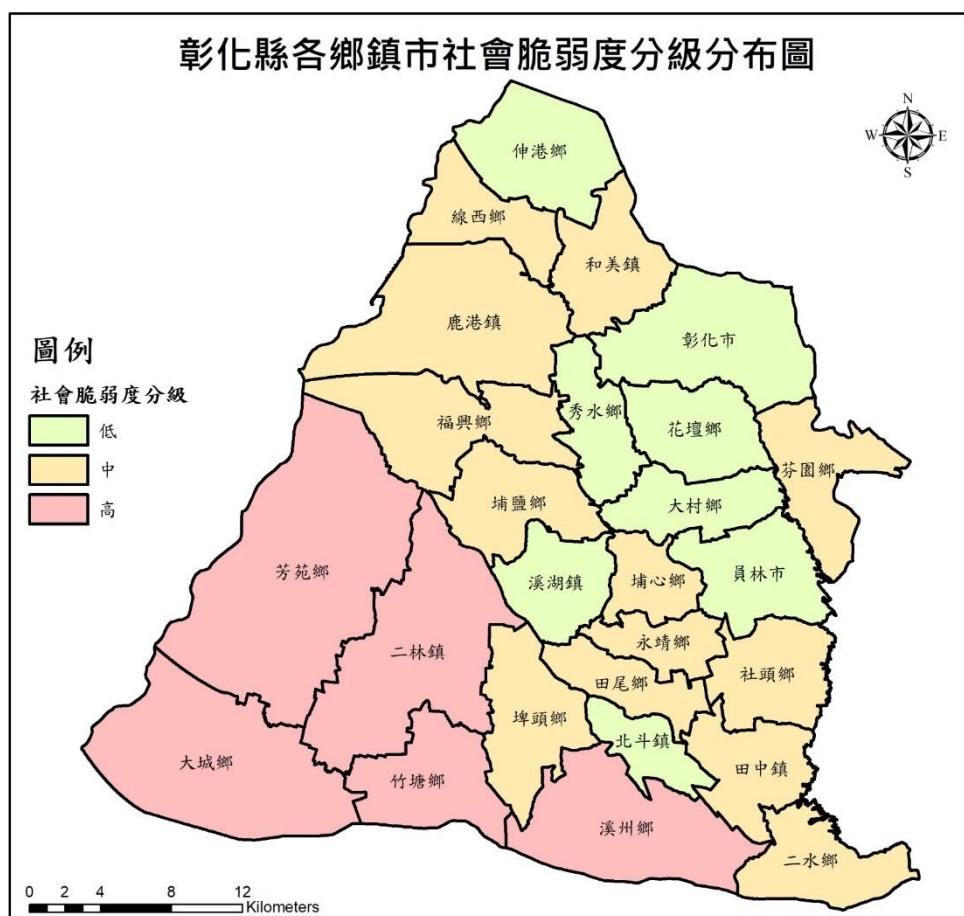 彰化縣各鄉鎮市社會脆弱度分級分布圖
N
W
E
S
伸港鄉
線西鄉
和美鎮
鹿港鎮
彰化市
圖例
社會脆弱度分級
低
中
高
福興鄉
秀水鄉
花壇鄉
芬園鄉
埔鹽鄉
大村鄉
芳苑鄉
溪湖鎮
埔心鄉
員林市
二林鎮
永靖鄉
田尾鄉
社頭鄉
埤頭鄉
北斗鎮
大城鄉
竹塘鄉
田中鎮
溪州鄉
二水鄉
0 2 4 8 12
Kilometers